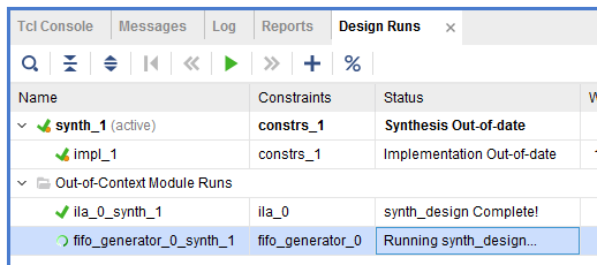 Tcl Console Messages Log Reports Design Runs ×
%
Name Constraints Status W
synth_1 (active) constrs_1 Synthesis Out-of-date
impl_1 constrs_1 Implementation Out-of-date
Out-of-Context Module Runs
ila_0_synth_1 ila_0 synth_design Complete!
fifo_generator_0_synth_1 fifo_generator_0 Running synth_design...